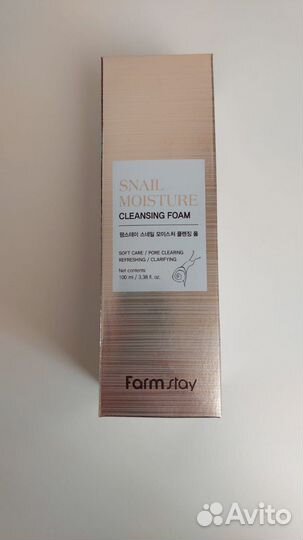 SNAIL
MOISTURE
CLEANSING FOAM
팜스테이 스네일 모이스처 클렌징 폼
SOFT CARE / PORE CLEARING
REFRESHING / CLARIFYING
Net contents:
100 ml / 3,38 fl. oz.
Farmstay
Avito